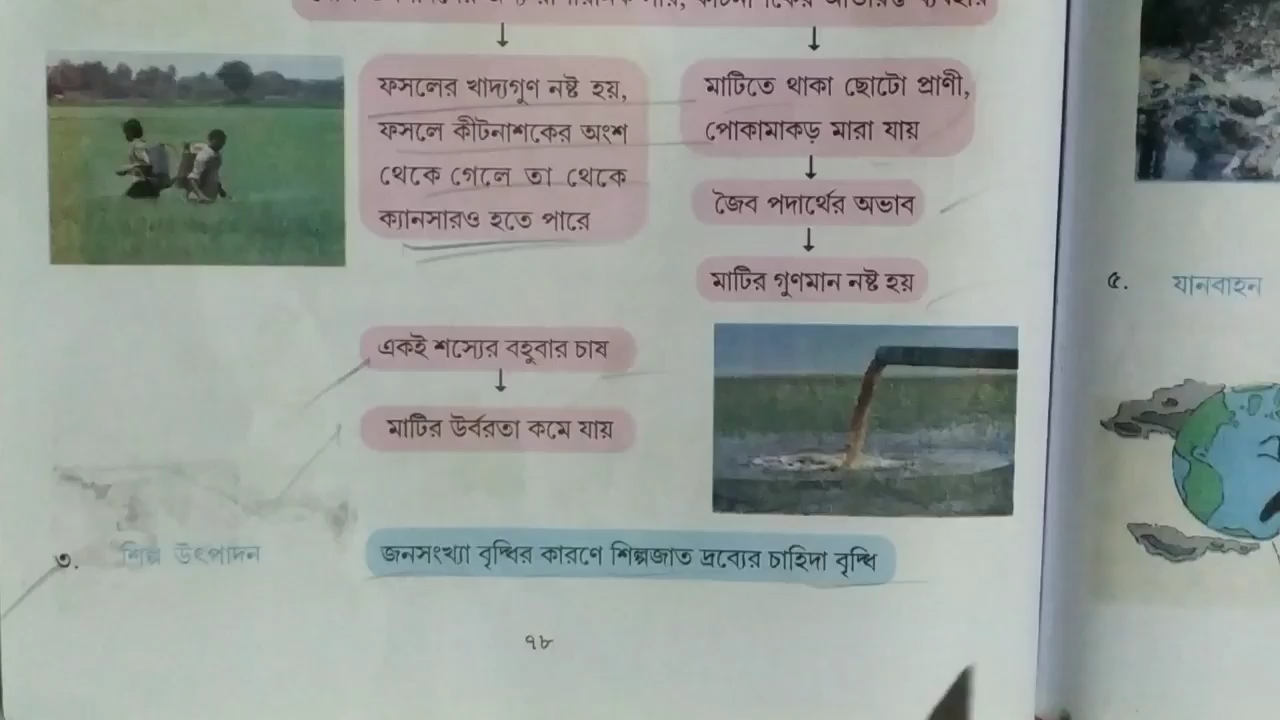 ফসলের খাদ্যগুণ নষ্ট হয়,
ফসলে কীটনাশকের অংশ
থেকে গেলে তা থেকে
ক্যানসারও হতে পারে
মাটিতে থাকা ছোটো প্রাণী,
পোকামাকড় মারা যায়
জৈব পদার্থের অভাব
মাটির গুণমান নষ্ট হয়
একই শস্যের বহুবার চাষ
মাটির উর্বরতা কমে যায়
৩. শিল্প উৎপাদন
জনসংখ্যা বৃদ্ধির কারণে শিল্পজাত দ্রব্যের চাহিদা বৃদ্ধি
৭৮
৫. যানবাহন